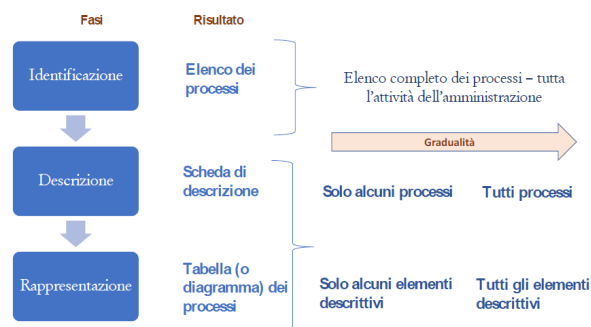 Fasi
Risultato
Identificazione
Elenco dei
processi
Elenco completo dei processi – tutta
l'attività dell'amministrazione
Gradualità
Descrizione
Scheda di
descrizione
Solo alcuni processi
Tutti processi
Rappresentazione
Tabella (o
diagramma) dei
processi
Solo alcuni elementi
descrittivi
Tutti gli elementi
descrittivi